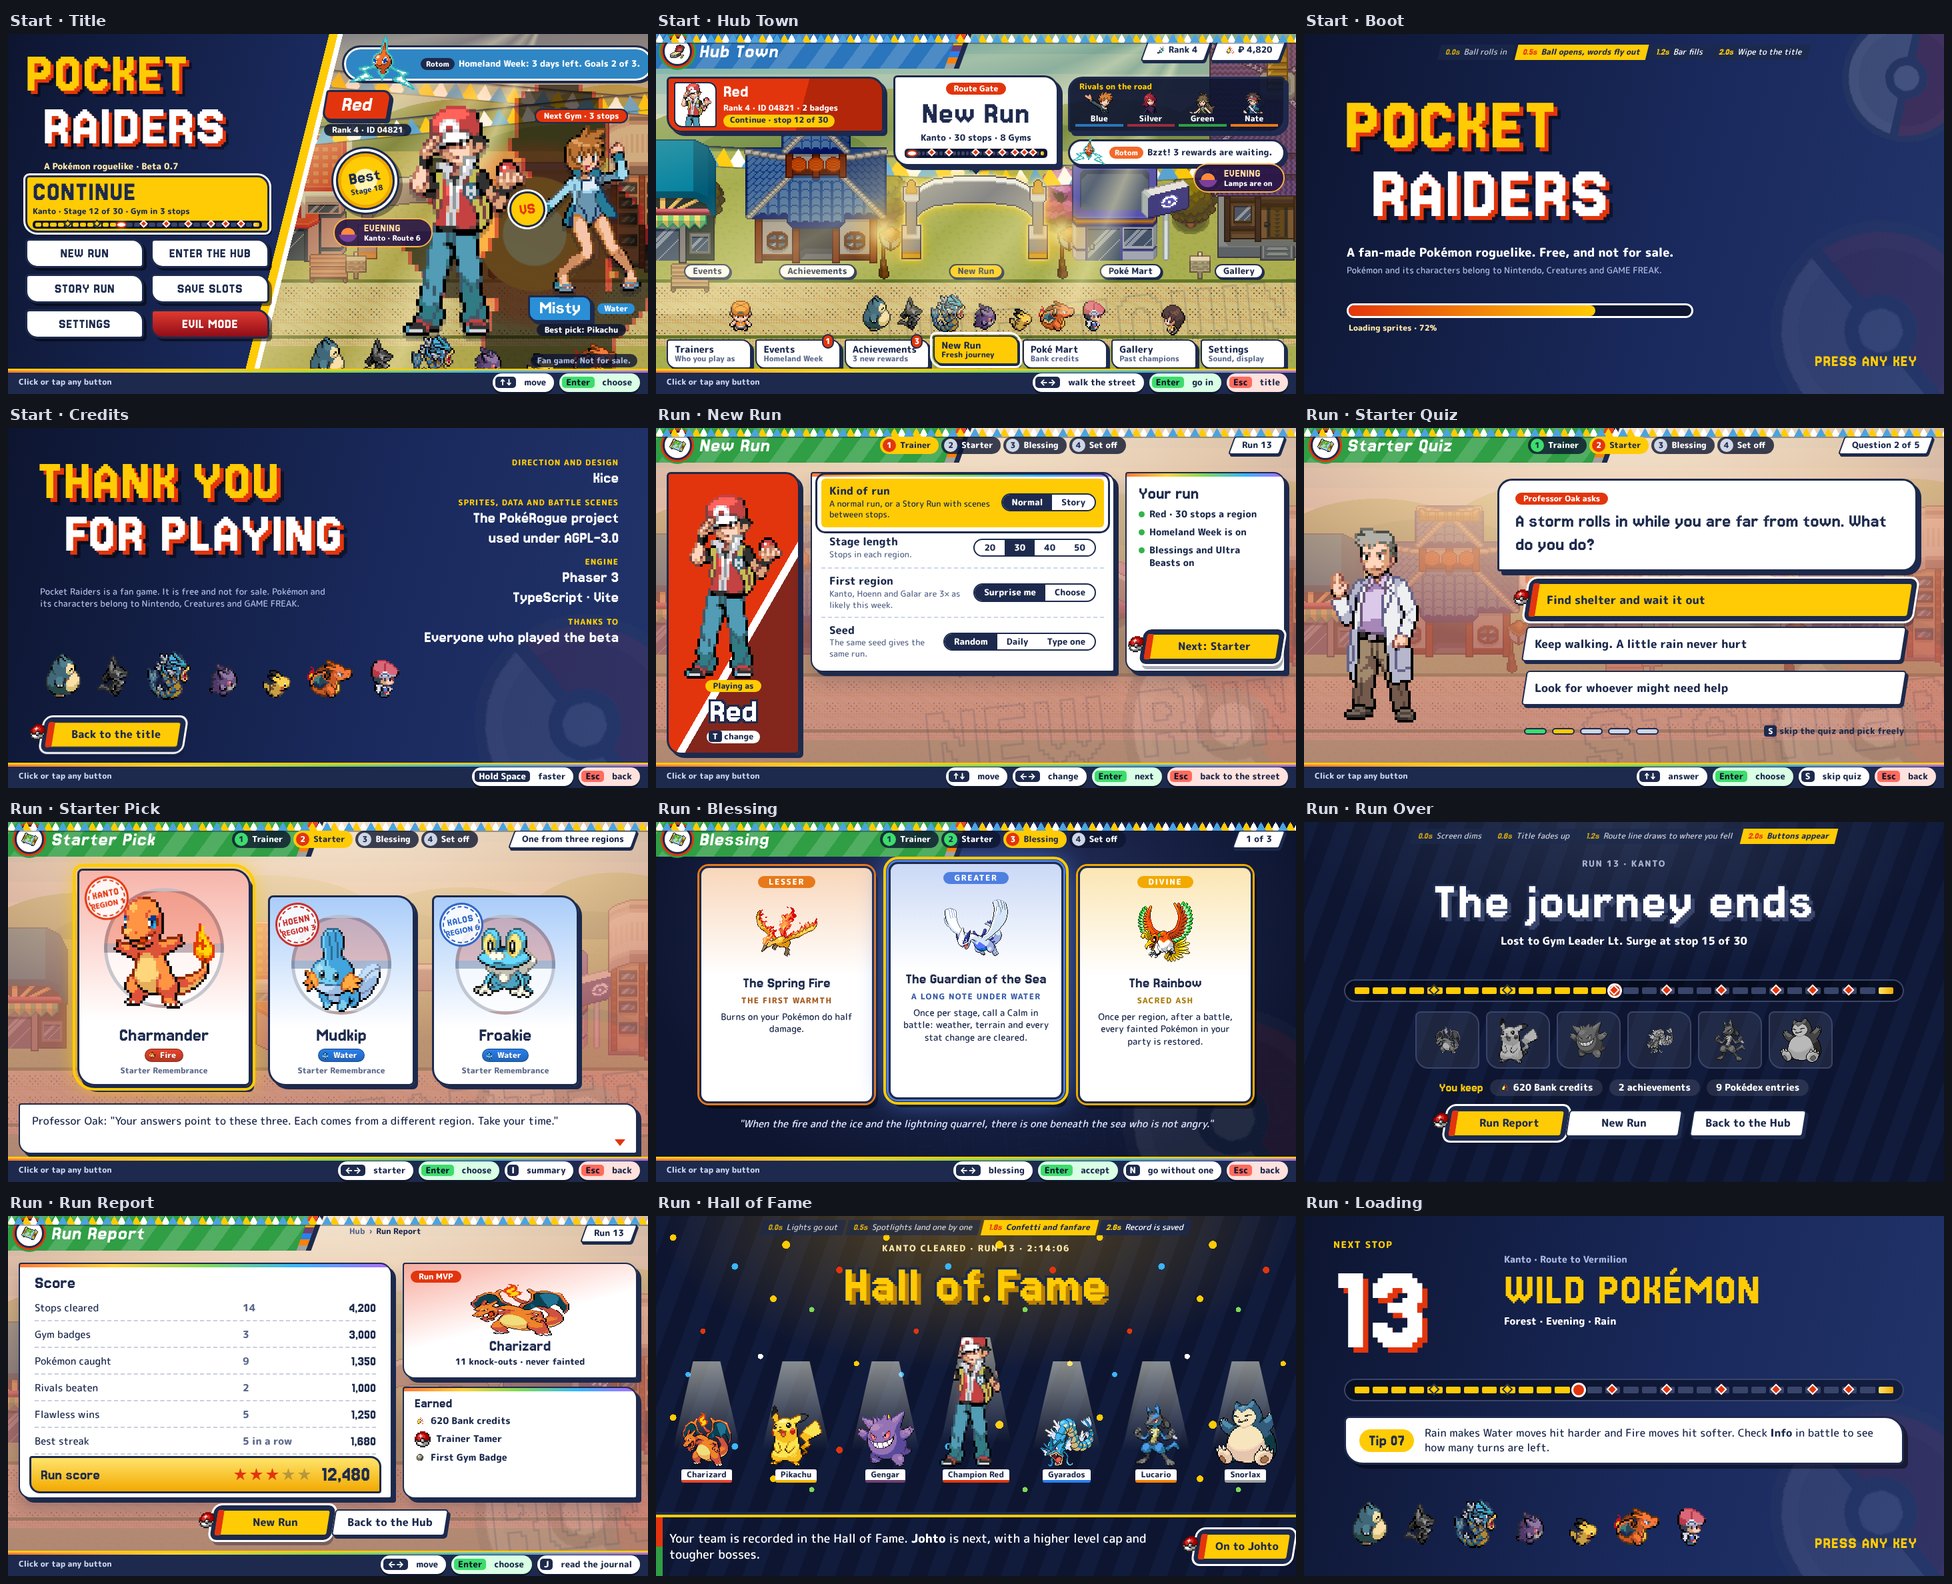 Start · Title
POCKET
RAIDERS
A Pokémon roguelike · Beta 0.7
CONTINUE
Kanto · Stage 12 of 30 · Gym in 3 stops
NEW RUN
ENTER THE HUB
STORY RUN
SAVE SLOTS
SETTINGS
EVIL MODE
Rotom
Homeland Week: 3 days left. Goals 2 of 3.
Red
Rank 4 · ID 04821
Next Gym · 3 stops
Best
Stage 18
VS
EVENING
Kanto · Route 6
Misty
Water
Best pick: Pikachu
Fan game. Not for sale.
Click or tap any button
↑↓ move
Enter choose
Start · Hub Town
Hub Town
Rank 4
₽ 4,820
Red
Rank 4 · ID 04821 · 2 badges
Continue · stop 12 of 30
Route Gate
New Run
Kanto · 30 stops · 8 Gyms
Rivals on the road
Blue
Silver
Green
Nate
Rotom
Bzzt! 3 rewards are waiting.
EVENING
Lamps are on
Events
Achievements
New Run
Poké Mart
Gallery
Trainers
Who you play as
Events
Homeland Week
1
Achievements
3 new rewards
3
New Run
Fresh journey
Poké Mart
Bank credits
Gallery
Past champions
Settings
Sound, display
Click or tap any button
←→ walk the street
Enter go in
Esc title
Start · Boot
0.0s Ball rolls in
0.5s Ball opens, words fly out
1.2s Bar fills
2.0s Wipe to the title
POCKET
RAIDERS
A fan-made Pokémon roguelike. Free, and not for sale.
Pokémon and its characters belong to Nintendo, Creatures and GAME FREAK.
Loading sprites · 72%
PRESS ANY KEY
Start · Credits
THANK YOU
FOR PLAYING
Pocket Raiders is a fan game. It is free and not for sale. Pokémon and
its characters belong to Nintendo, Creatures and GAME FREAK.
DIRECTION AND DESIGN
Kice
SPRITES, DATA AND BATTLE SCENES
The PokéRogue project
used under AGPL-3.0
ENGINE
Phaser 3
TypeScript · Vite
THANKS TO
Everyone who played the beta
Back to the title
Click or tap any button
Hold Space faster
Esc back
Run · New Run
New Run
1 Trainer
2 Starter
3 Blessing
4 Set off
Run 13
Playing as
Red
T change
Kind of run
A normal run, or a Story Run with scenes
between stops.
Normal
Story
Stage length
Stops in each region.
20
30
40
50
First region
Kanto, Hoenn and Galar are 3× as
likely this week.
Surprise me
Choose
Seed
The same seed gives the
same run.
Random
Daily
Type one
Your run
Red · 30 stops a region
Homeland Week is on
Blessings and Ultra
Beasts on
Next: Starter
NEW RUN
Click or tap any button
↑↓ move
←→ change
Enter next
Esc back to the street
Run · Starter Quiz
Starter Quiz
1 Trainer
2 Starter
3 Blessing
4 Set off
Question 2 of 5
Professor Oak asks
A storm rolls in while you are far from town. What
do you do?
Find shelter and wait it out
Keep walking. A little rain never hurt
Look for whoever might need help
S skip the quiz and pick freely
Click or tap any button
↑↓ answer
Enter choose
S skip quiz
Esc back
Run · Starter Pick
Starter Pick
1 Trainer
2 Starter
3 Blessing
4 Set off
One from three regions
KANTO
REGION 1
Charmander
Fire
Starter Remembrance
HOENN
REGION 3
Mudkip
Water
Starter Remembrance
KALOS
REGION 6
Froakie
Water
Starter Remembrance
Professor Oak: "Your answers point to these three. Each comes from a different region. Take your time."
Click or tap any button
←→ starter
Enter choose
I summary
Esc back
Run · Blessing
Blessing
1 Trainer
2 Starter
3 Blessing
4 Set off
1 of 3
LESSER
The Spring Fire
THE FIRST WARMTH
Burns on your Pokémon do half
damage.
GREATER
The Guardian of the Sea
A LONG NOTE UNDER WATER
Once per stage, call a Calm in
battle: weather, terrain and every
stat change are cleared.
DIVINE
The Rainbow
SACRED ASH
Once per region, after a battle,
every fainted Pokémon in your
party is restored.
"When the fire and the ice and the lightning quarrel, there is one beneath the sea who is not angry."
Click or tap any button
←→ blessing
Enter accept
N go without one
Esc back
Run · Run Over
0.0s Screen dims
0.6s Title fades up
1.2s Route line draws to where you fell
2.0s Buttons appear
RUN 13 · KANTO
The journey ends
Lost to Gym Leader Lt. Surge at stop 15 of 30
You keep
620 Bank credits
2 achievements
9 Pokédex entries
Run Report
New Run
Back to the Hub
Run · Run Report
Run Report
Hub › Run Report
Run 13
Score
Stops cleared 14 4,200
Gym badges 3 3,000
Pokémon caught 9 1,350
Rivals beaten 2 1,000
Flawless wins 5 1,250
Best streak 5 in a row 1,680
Run score ★★★★★ 12,480
Run MVP
Charizard
11 knock-outs · never fainted
Earned
620 Bank credits
Trainer Tamer
First Gym Badge
New Run
Back to the Hub
Click or tap any button
←→ move
Enter choose
J read the journal
Run · Hall of Fame
0.0s Lights go out
0.5s Spotlights land one by one
1.0s Confetti and fanfare
2.8s Record is saved
KANTO CLEARED · RUN 13 · 2:14:06
Hall of Fame
Charizard
Pikachu
Gengar
Champion Red
Gyarados
Lucario
Snorlax
Your team is recorded in the Hall of Fame. Johto is next, with a higher level cap and
tougher bosses.
On to Johto
Run · Loading
NEXT STOP
13
Kanto · Route to Vermilion
WILD POKÉMON
Forest · Evening · Rain
Tip 07
Rain makes Water moves hit harder and Fire moves hit softer. Check Info in battle to see
how many turns are left.
PRESS ANY KEY